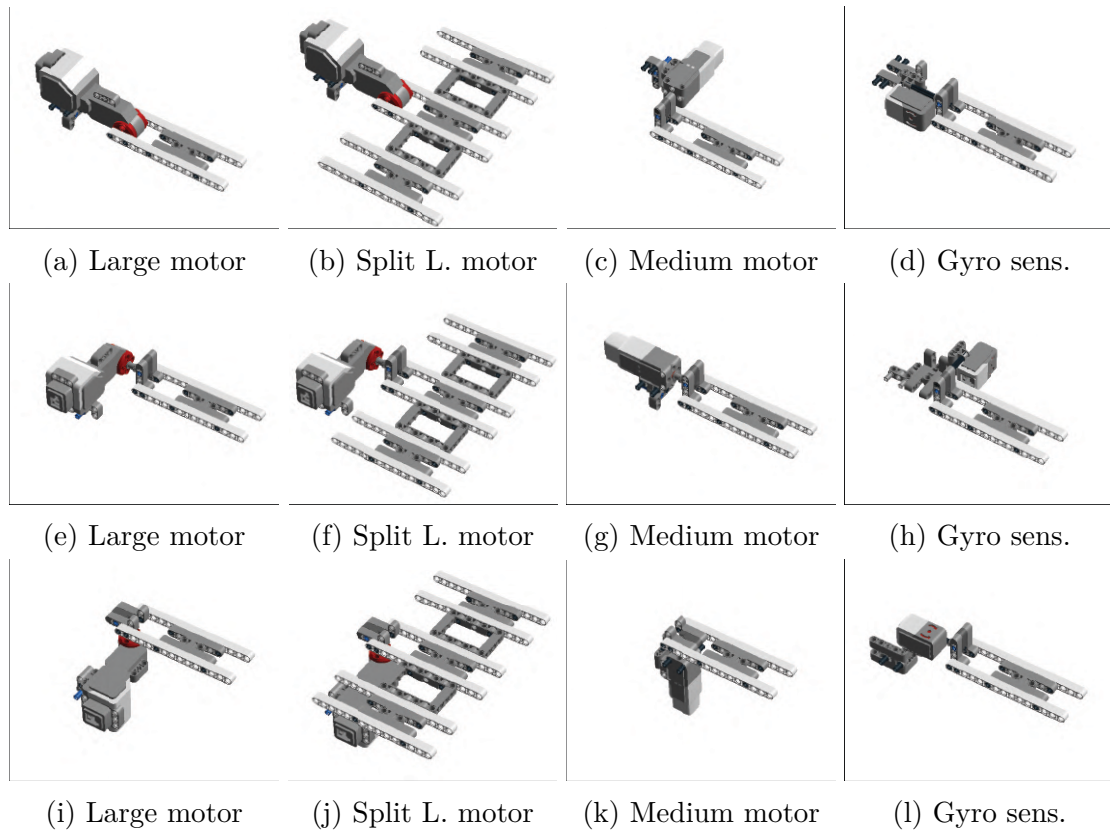 (a) Large motor (b) Split L. motor (c) Medium motor (d) Gyro sens.
(e) Large motor (f) Split L. motor (g) Medium motor (h) Gyro sens.
(i) Large motor (j) Split L. motor (k) Medium motor (l) Gyro sens.